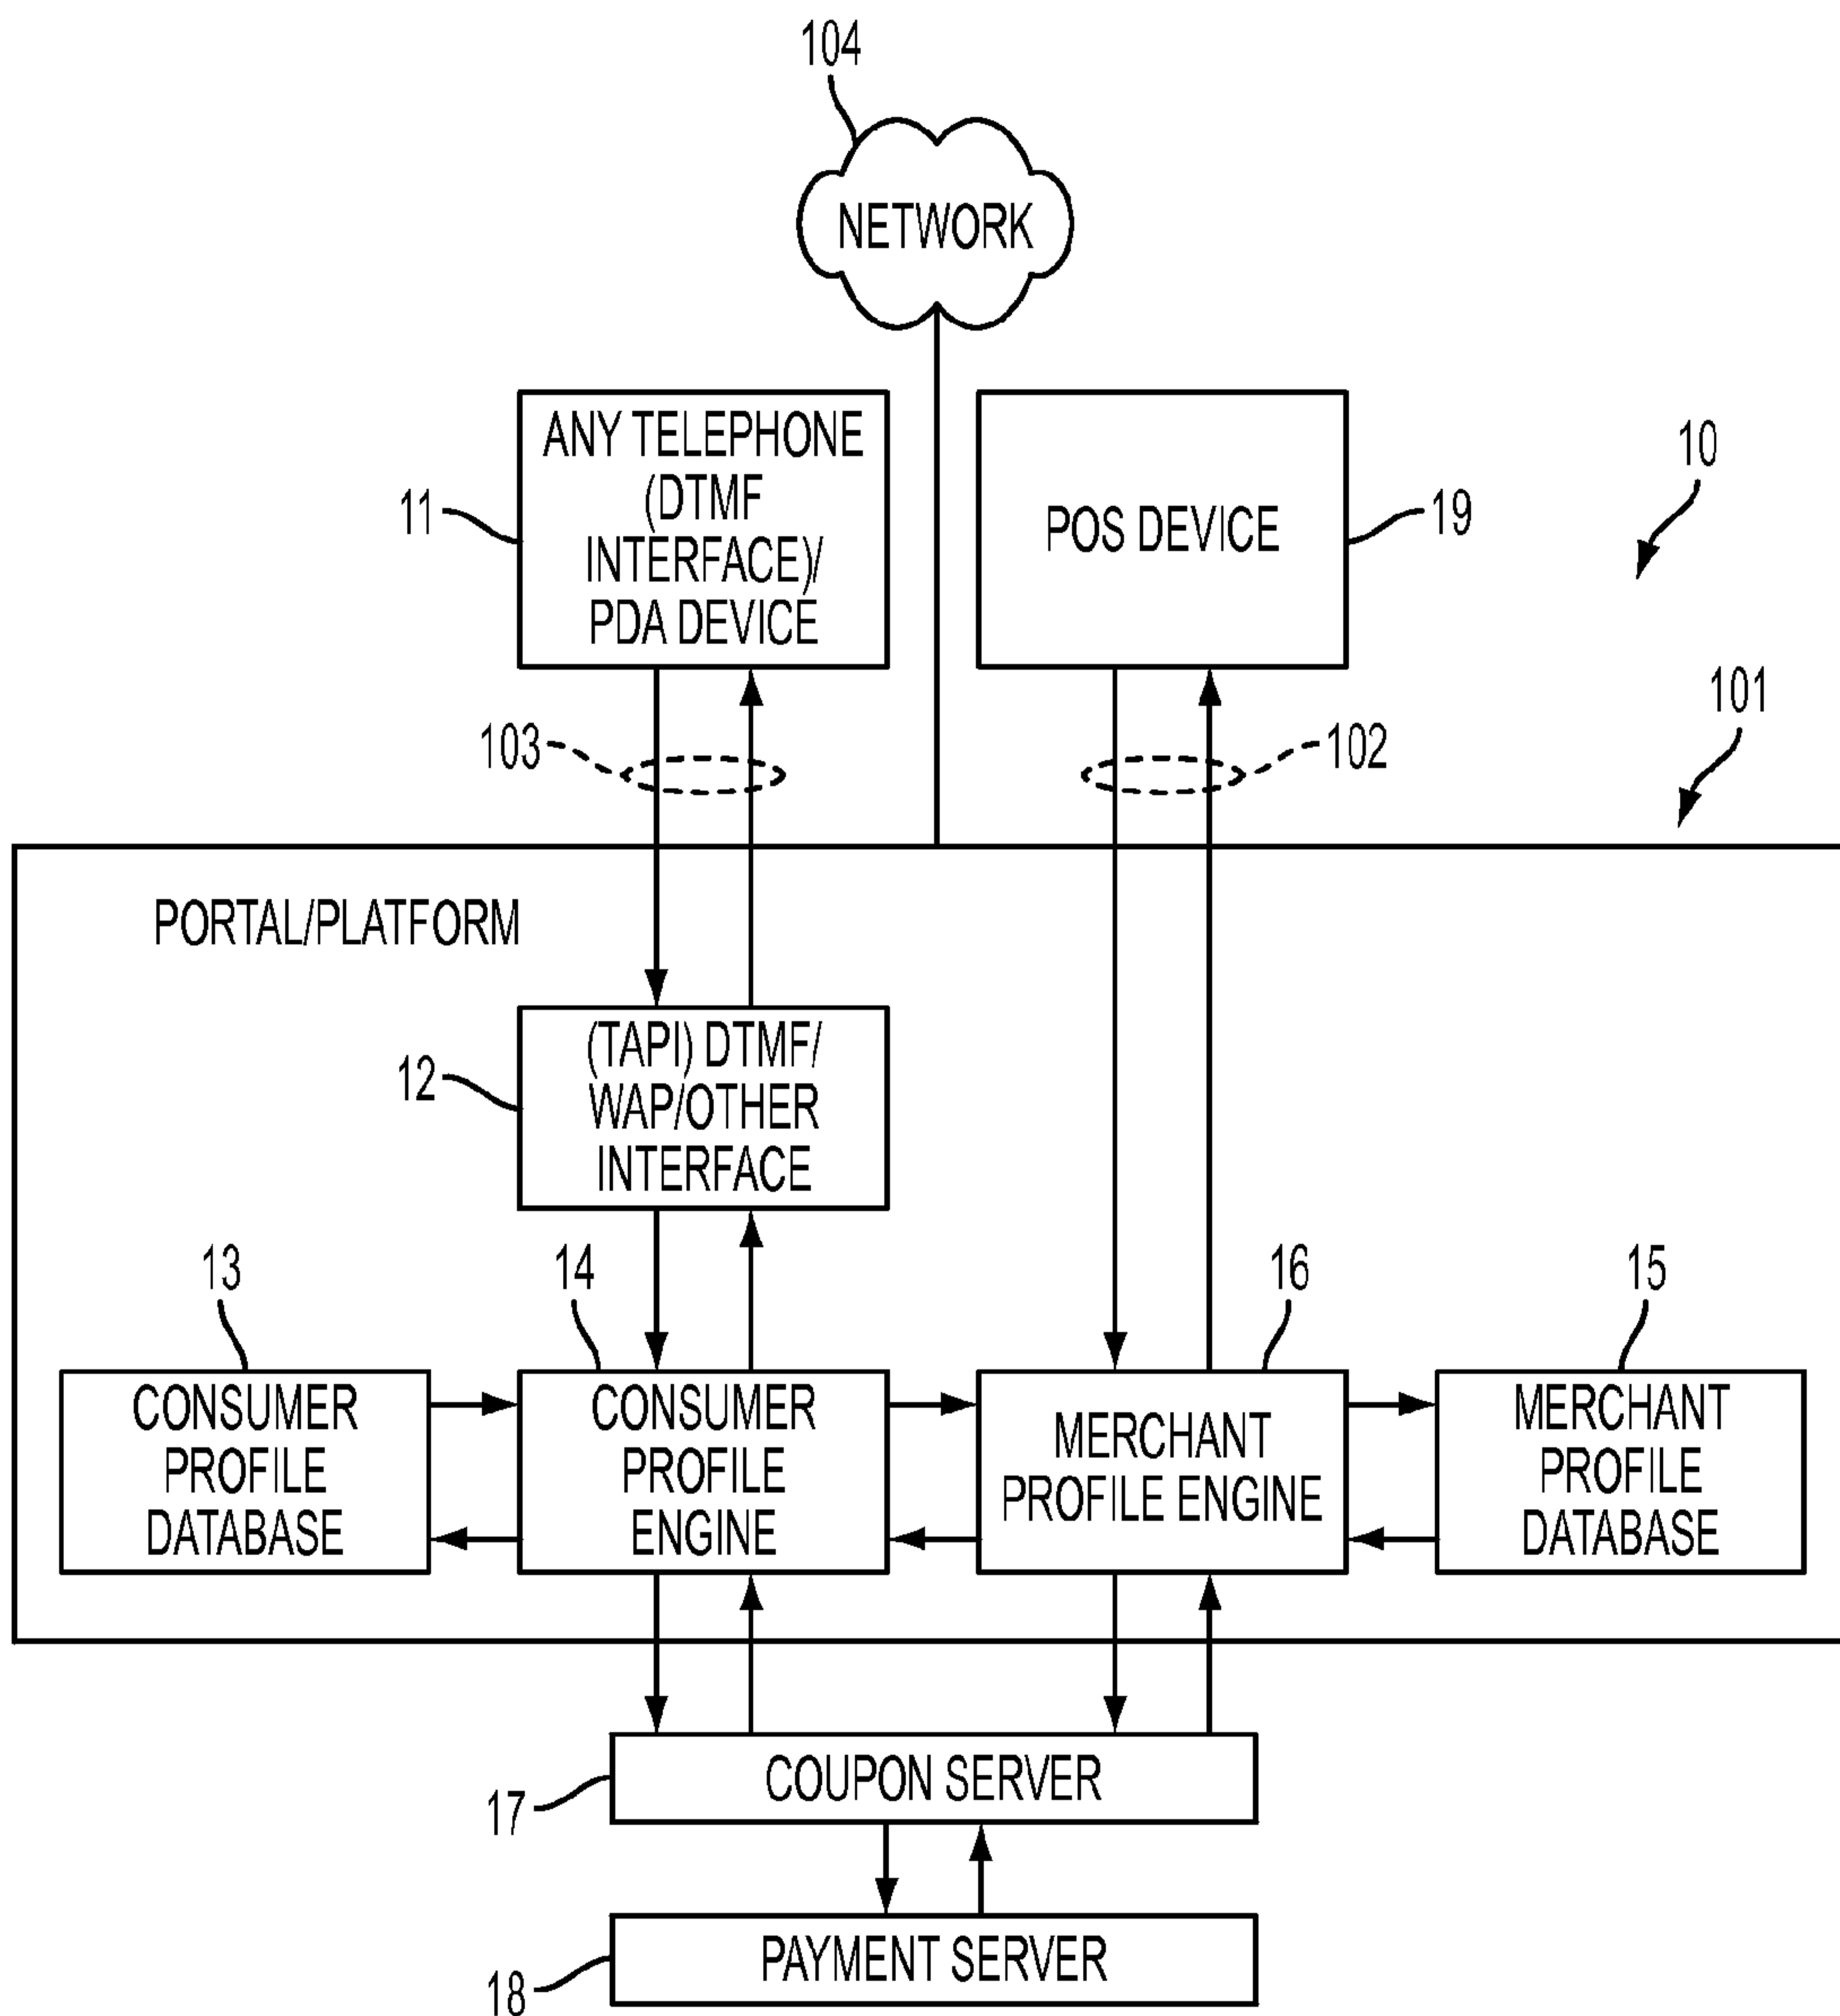 104
NETWORK
ANY TELEPHONE
(DTMF
INTERFACE)/
PDA DEVICE
11
POS DEVICE
19
10
101
103
102
PORTAL/PLATFORM
(TAPI) DTMF/
WAP/OTHER
INTERFACE
12
13
14
16
15
CONSUMER
PROFILE
DATABASE
CONSUMER
PROFILE
ENGINE
MERCHANT
PROFILE ENGINE
MERCHANT
PROFILE
DATABASE
COUPON SERVER
17
PAYMENT SERVER
18